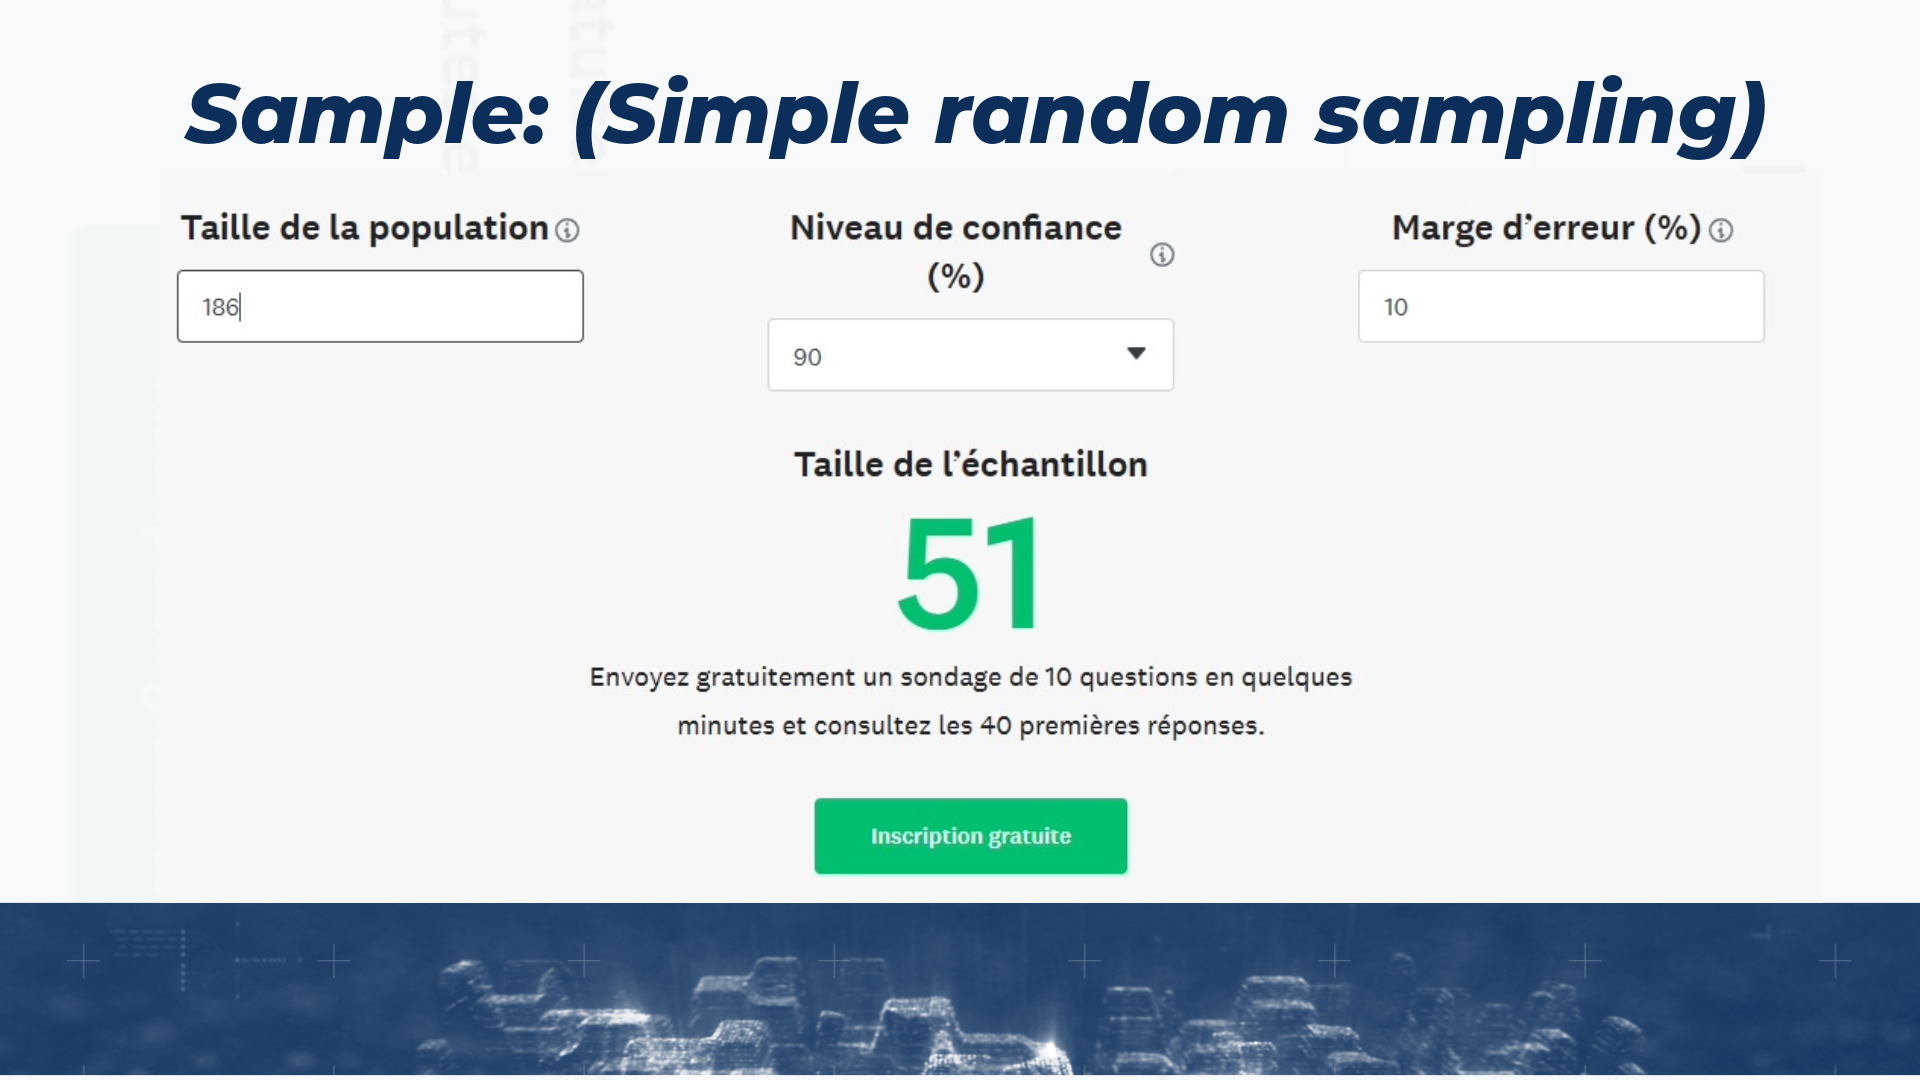 Sample: (Simple random sampling)
Taille de la population
Niveau de confiance
(%)
Marge d’erreur (%)
186
90
10
Taille de l’échantillon
51
Envoyez gratuitement un sondage de 10 questions en quelques
minutes et consultez les 40 premières réponses.
Inscription gratuite